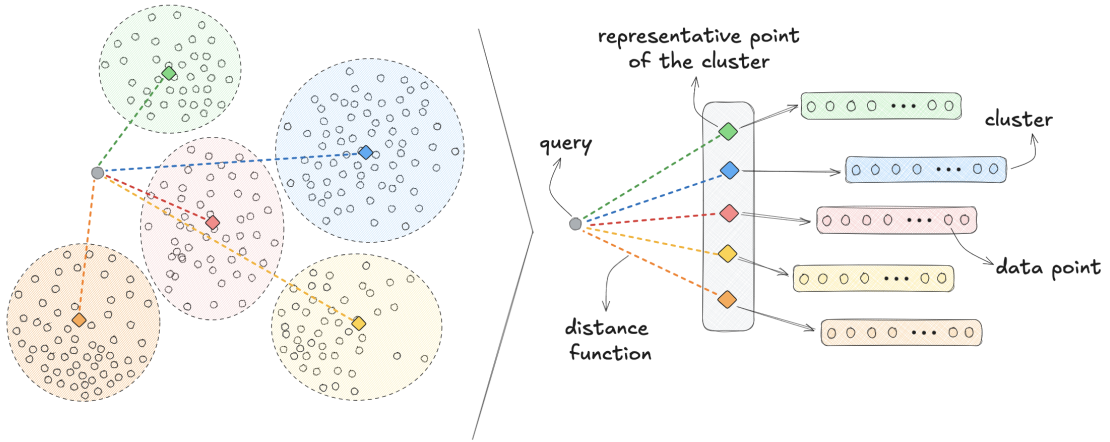 representative point
of the cluster
query
cluster
data point
distance
function